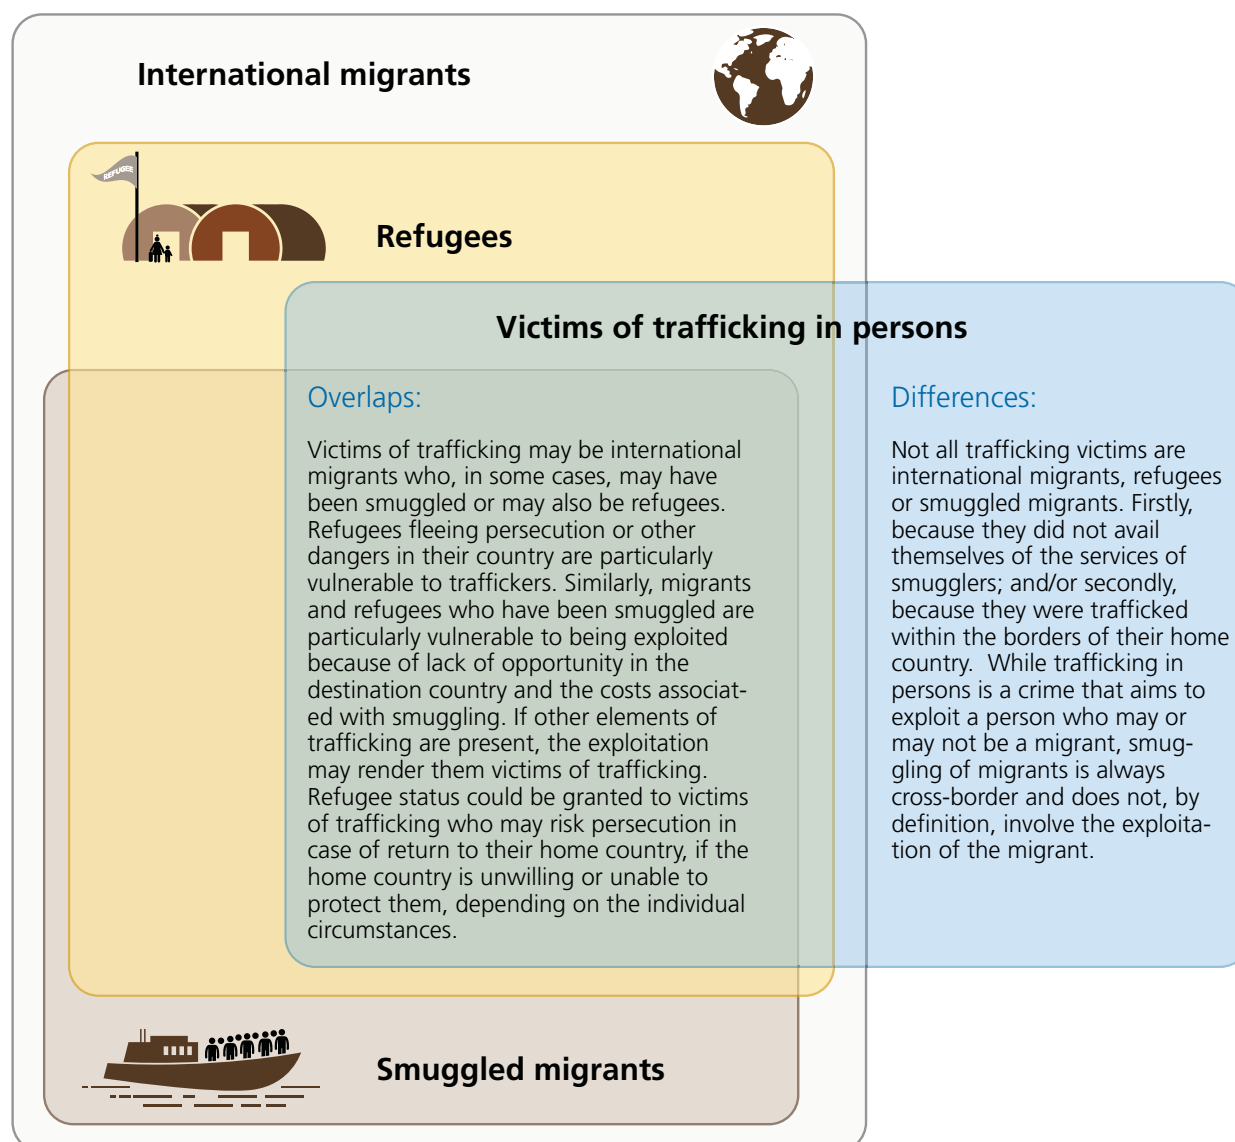 International migrants
REFUGEE
Refugees
Victims of trafficking in persons
Overlaps:
Victims of trafficking may be international
migrants who, in some cases, may have
been smuggled or may also be refugees.
Refugees fleeing persecution or other
dangers in their country are particularly
vulnerable to traffickers. Similarly, migrants
and refugees who have been smuggled are
particularly vulnerable to being exploited
because of lack of opportunity in the
destination country and the costs associat-
ed with smuggling. If other elements of
trafficking are present, the exploitation
may render them victims of trafficking.
Refugee status could be granted to victims
of trafficking who may risk persecution in
case of return to their home country, if the
home country is unwilling or unable to
protect them, depending on the individual
circumstances.
Differences:
Not all trafficking victims are
international migrants, refugees
or smuggled migrants. Firstly,
because they did not avail
themselves of the services of
smugglers; and/or secondly,
because they were trafficked
within the borders of their home
country.  While trafficking in
persons is a crime that aims to
exploit a person who may or
may not be a migrant, smug-
gling of migrants is always
cross-border and does not, by
definition, involve the exploita-
tion of the migrant.
Smuggled migrants